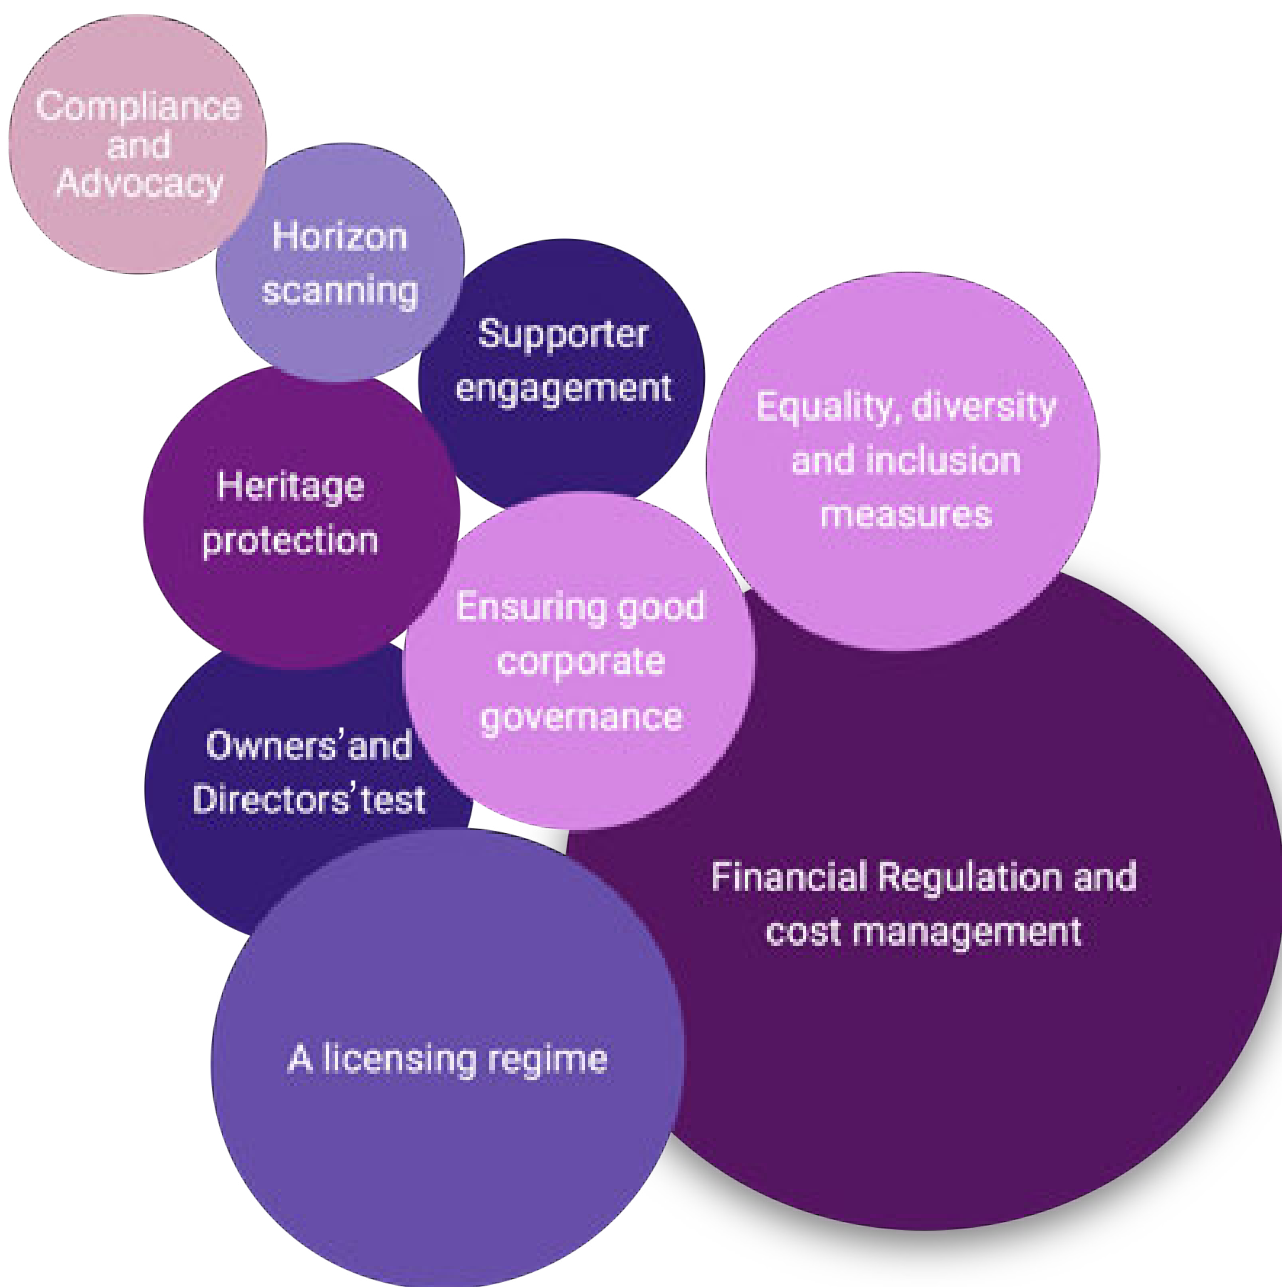 Compliance
and
Advocacy
Horizon
scanning
Supporter
engagement
Equality, diversity
and inclusion
measures
Heritage
protection
Ensuring good
corporate
governance
Owners’and
Directors’test
Financial Regulation and
cost management
A licensing regime